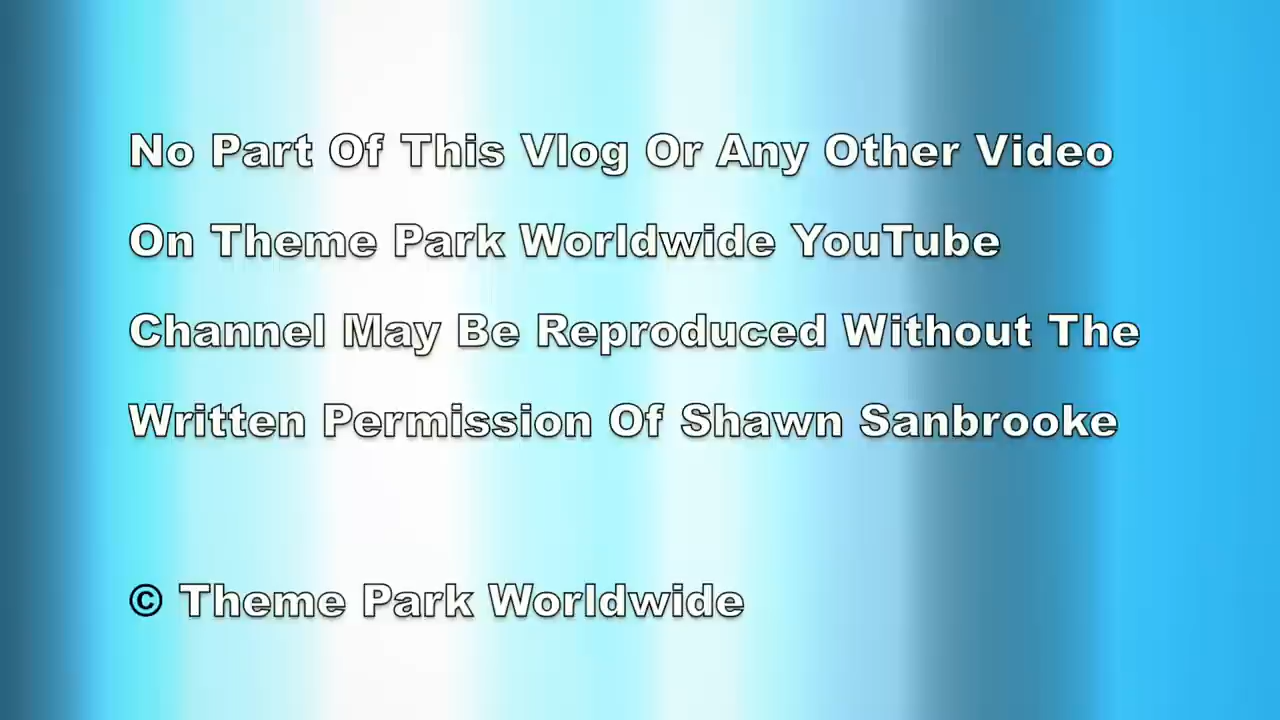 No Part Of This Vlog Or Any Other Video
On Theme Park Worldwide YouTube
Channel May Be Reproduced Without The
Written Permission Of Shawn Sanbrooke
© Theme Park Worldwide